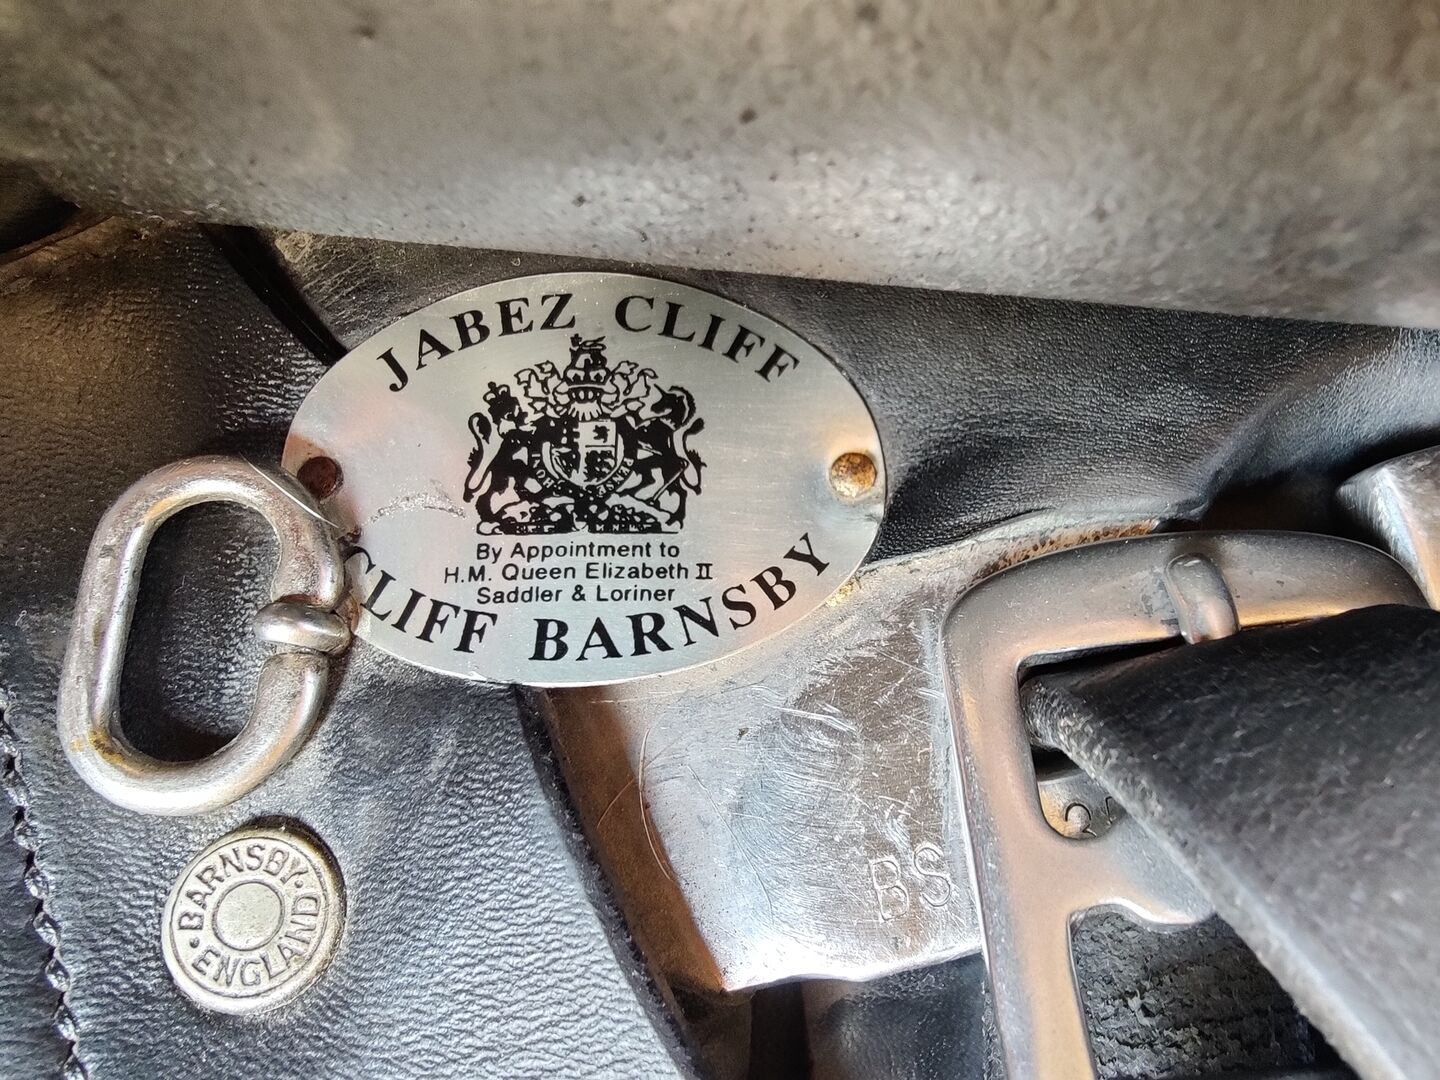 JABEZ CLIFF
By Appointment to
H.M. Queen Elizabeth II
Saddler & Loriner
CLIFF BARNSBY
BS
·BARNSBY·
ENGLAND